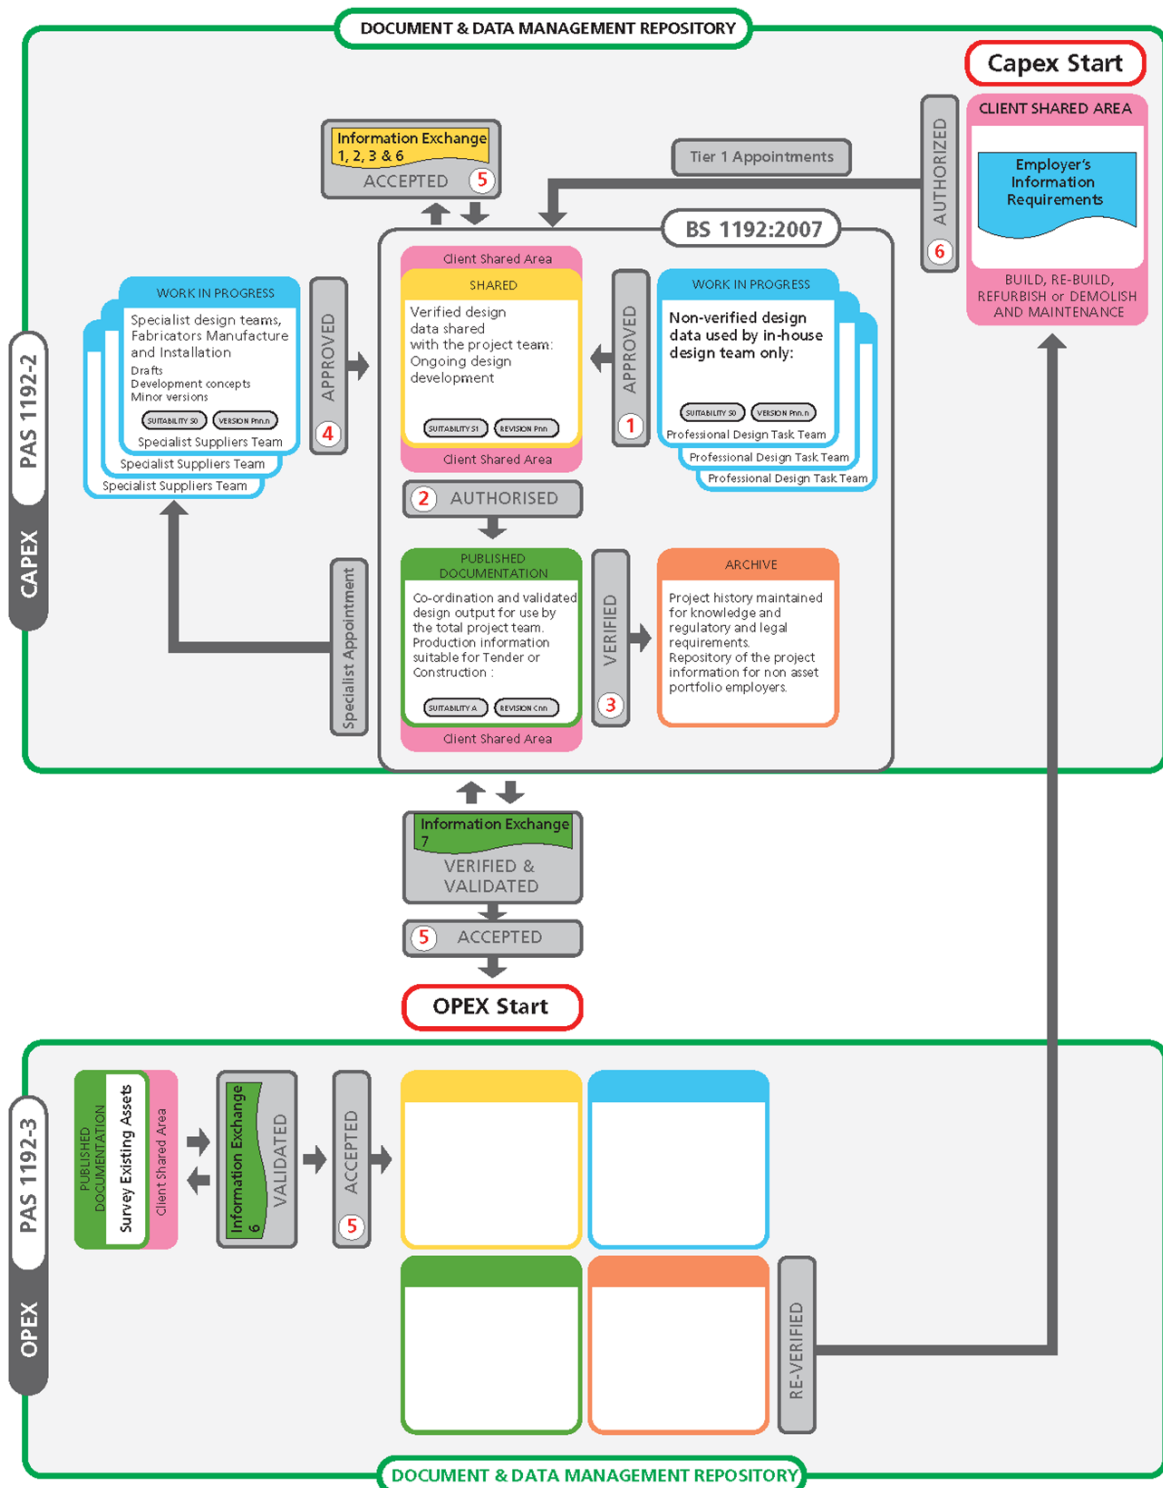 DOCUMENT & DATA MANAGEMENT REPOSITORY
Capex Start
CLIENT SHARED AREA
Employer's
Information
Requirements
BUILD, RE-BUILD,
REFURBISH or DEMOLISH
AND MAINTENANCE
AUTHORIZED
6
Tier 1 Appointments
Information Exchange
1, 2, 3 & 6
ACCEPTED
5
BS 1192:2007
PAS 1192-2
CAPEX
WORK IN PROGRESS
Specialist design teams,
Fabricators Manufacture
and Installation
Drafts
Development concepts
Minor versions
SUITABILITY S0
VERSION Pnn.n
Specialist Suppliers Team
Specialist Suppliers Team
Specialist Suppliers Team
APPROVED
4
Client Shared Area
SHARED
Verified design
data shared
with the project team:
Ongoing design
development
SUITABILITY S1
REVISION Pnn
Client Shared Area
APPROVED
1
WORK IN PROGRESS
Non-verified design
data used by in-house
design team only:
SUITABILITY S0
VERSION Pnn.n
Professional Design Task Team
Professional Design Task Team
Professional Design Task Team
2
AUTHORISED
Specialist Appointment
PUBLISHED
DOCUMENTATION
Co-ordination and validated
design output for use by
the total project team.
Production information
suitable for Tender or
Construction :
SUITABILITY A
REVISION Cnn
Client Shared Area
VERIFIED
3
ARCHIVE
Project history maintained
for knowledge and
regulatory and legal
requirements.
Repository of the project
information for non asset
portfolio employers.
Information Exchange
7
VERIFIED &
VALIDATED
5
ACCEPTED
OPEX Start
PAS 1192-3
OPEX
PUBLISHED
DOCUMENTATION
Survey Existing Assets
Client Shared Area
Information Exchange
6
VALIDATED
ACCEPTED
5
RE-VERIFIED
DOCUMENT & DATA MANAGEMENT REPOSITORY